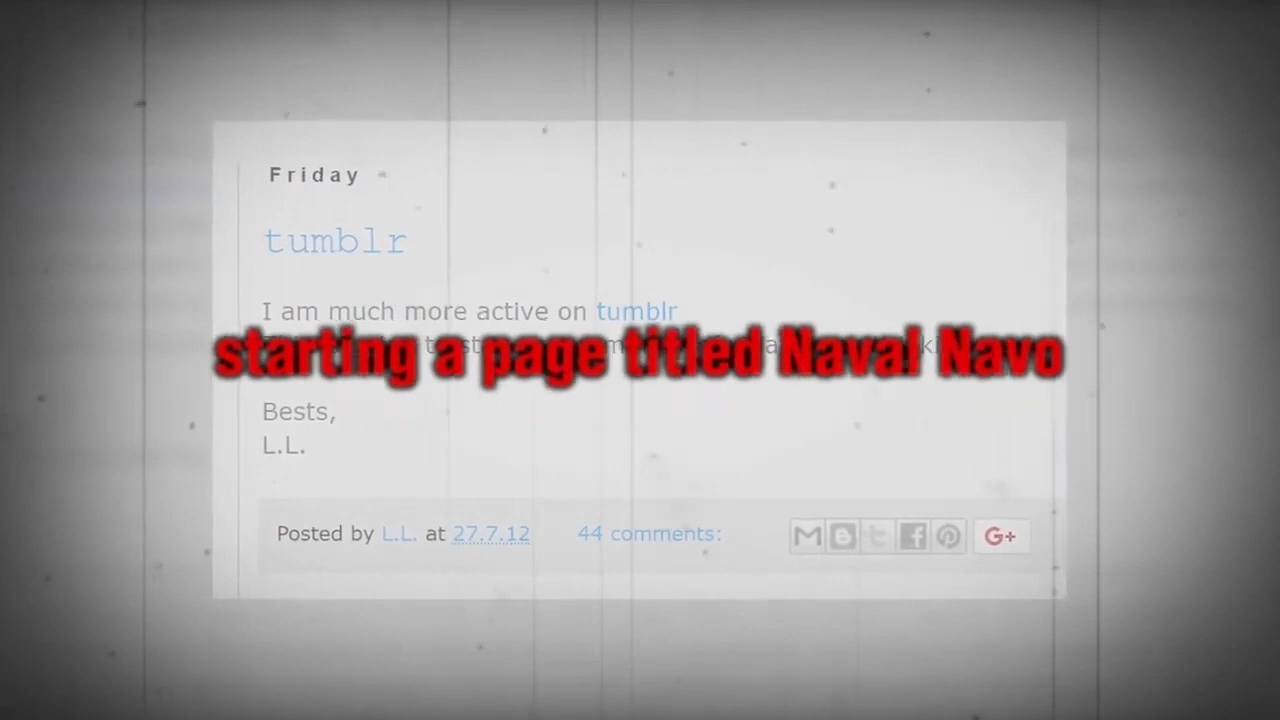 Friday
tumblr
I am much more active on tumblr
starting a page titled Nava! Navo
Bests,
L.L.
Posted by L.L. at 27.7.12 44 comments:
G+